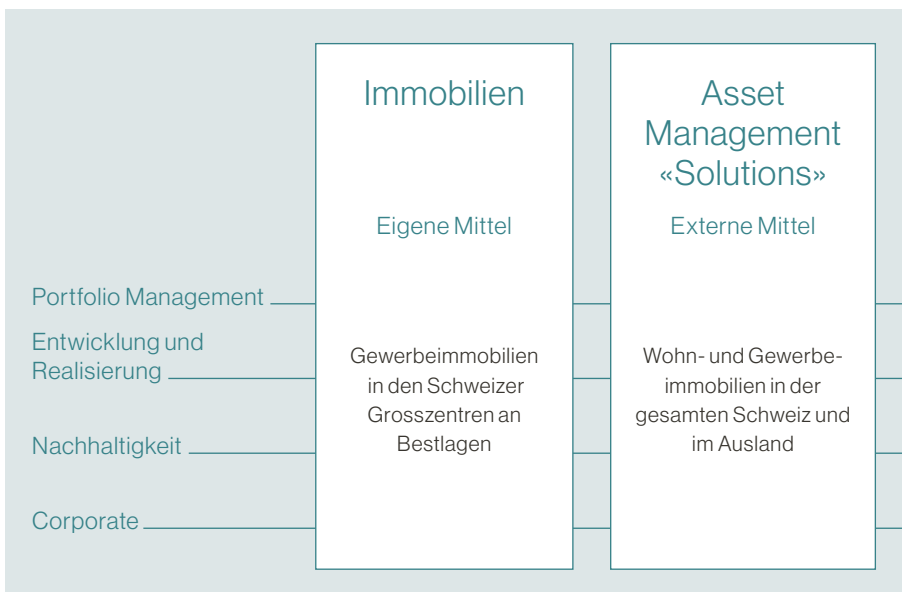 Immobilien
Eigene Mittel
Gewerbeimmobilien
in den Schweizer
Grosszentren an
Bestlagen
Asset
Management
«Solutions»
Externe Mittel
Wohn- und Gewerbe-
immobilien in der
gesamten Schweiz und
im Ausland
Portfolio Management
Entwicklung und
Realisierung
Nachhaltigkeit
Corporate